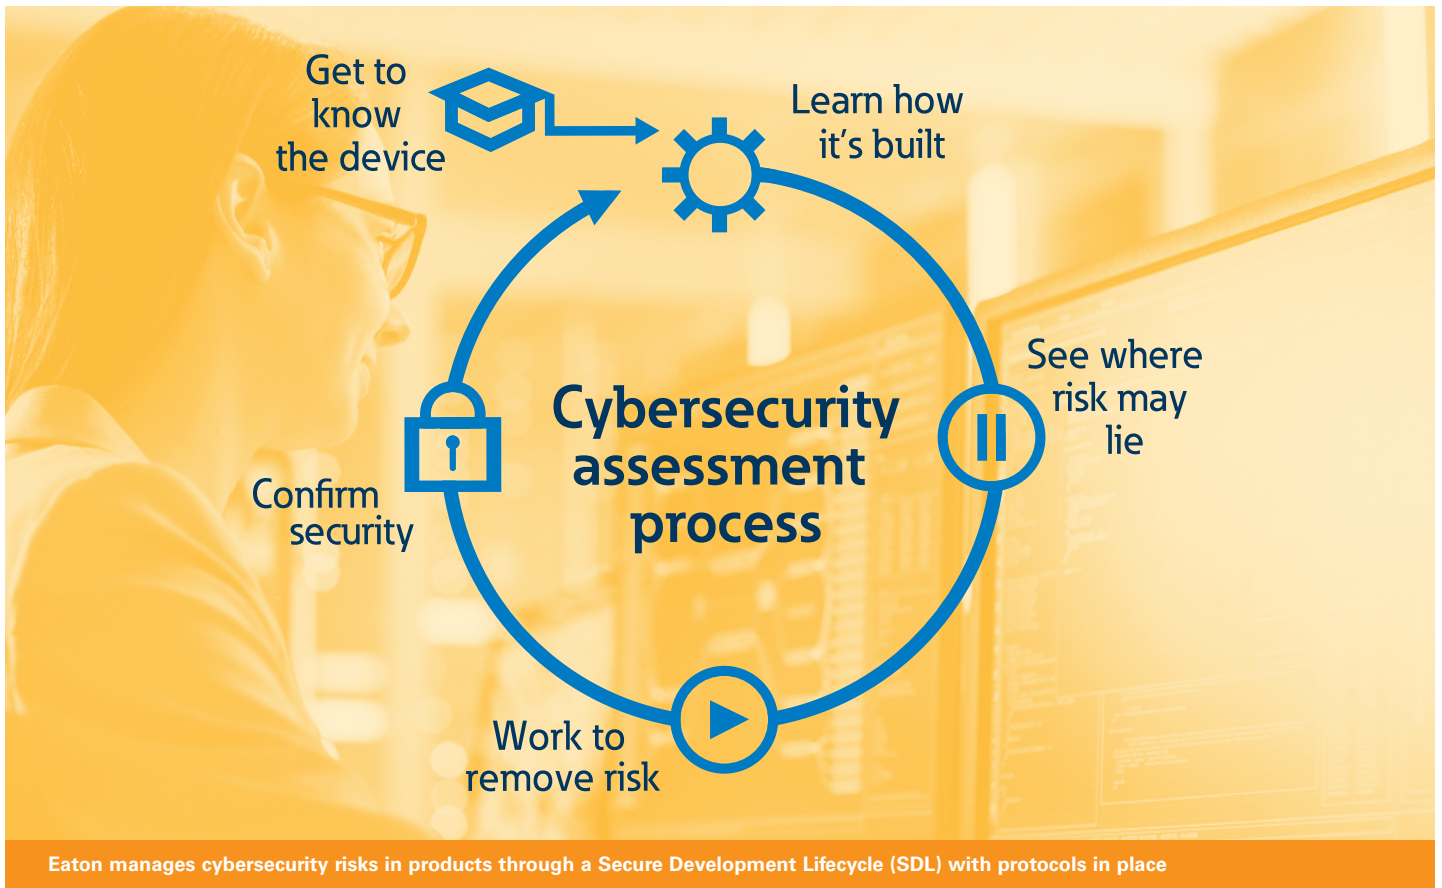 Get to
know
the device
Learn how
it's built
See where
risk may
lie
Cybersecurity
assessment
process
Confirm
security
Work to
remove risk
Eaton manages cybersecurity risks in products through a Secure Development Lifecycle (SDL) with protocols in place